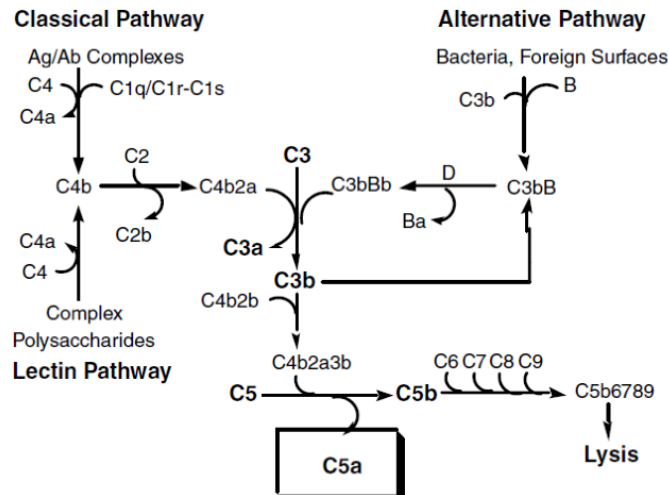 Classical Pathway
Alternative Pathway
Ag/Ab Complexes
Bacteria, Foreign Surfaces
C4
C1q/C1r-C1s
C4a
C3b
B
C2
C3
C4b
C4b2a
C3bBb
D
C3bB
C2b
Ba
C4a
C3a
C4
C3b
C4b2b
Complex
Polysaccharides
Lectin Pathway
C4b2a3b
C6
C7
C8
C9
C5
C5b
C5b6789
C5a
Lysis